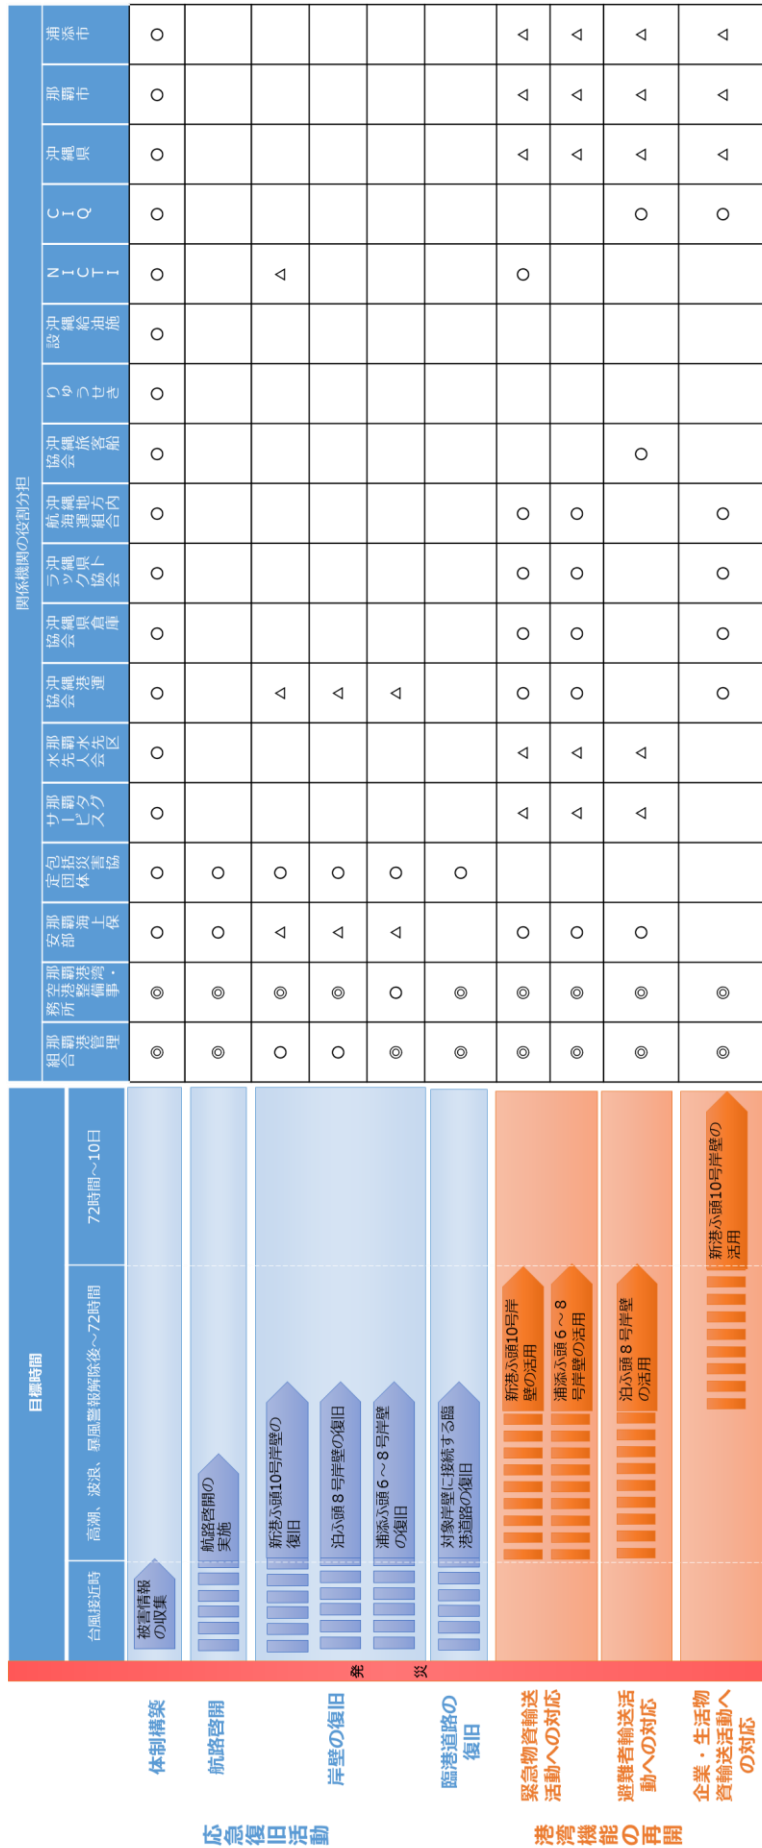 目標時間
関係機関の役割分担
台風接近時
高潮、波浪、暴風警報解除後～72時間
72時間～10日
那覇港管理
組合
那覇港湾・
空港整備事
務所
那覇海上保
安部
包括災害協
定団体
那覇タグ
サービス
那覇水先区
水先人会
沖縄港運
協会
沖縄県倉庫
協会
沖縄県ト
ラック協会
沖縄地方内
航海運組合
沖縄旅客船
協会
りゅうせき
沖縄給油施
設
NICTI
CIQ
沖縄県
那覇市
浦添市
発災
応急復旧活動
体制構築
被害情報
の収集
◎ ◎ ○ ○ ○ ○ ○ ○ ○ ○ ○ ○ ○ ○ ○ ○ ○ ○
航路啓開
航路啓開の
実施
◎ ◎ ○ ○
岸壁の復旧
新港ふ頭10号岸壁の
復旧
○ ◎ △ ○ △ △
泊ふ頭８号岸壁の復旧
○ ◎ △ ○ △
浦添ふ頭６～８号岸壁
の復旧
◎ ○ △ ○ △
臨港道路の
復旧
対象岸壁に接続する臨
港道路の復旧
◎ ◎ ○
港湾機能の再開
緊急物資輸送
活動への対応
新港ふ頭10号岸
壁の活用
◎ ◎ ○ △ △ ○ ○ ○ ○ ○ △ △ △
浦添ふ頭６～８
号岸壁の活用
◎ ◎ ○ △ △ ○ ○ ○ ○ △ △ △
避難者輸送活
動への対応
泊ふ頭８号岸壁
の活用
◎ ◎ ○ △ △ ○ ○ △ △ △
企業・生活物
資輸送活動へ
の対応
新港ふ頭10号岸壁の
活用
◎ ◎ ○ ○ ○ ○ ○ △ △ △